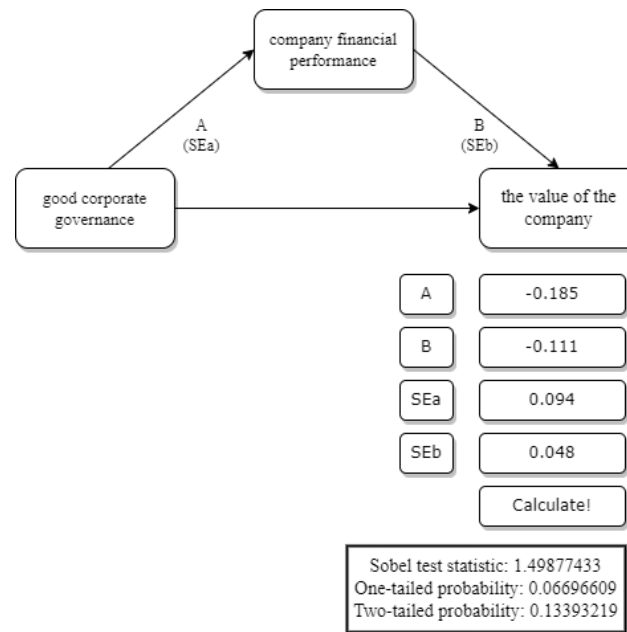 company financial
performance
A
(SEa)
B
(SEb)
good corporate
governance
the value of the
company
A
-0.185
B
-0.111
SEa
0.094
SEb
0.048
Calculate!
Sobel test statistic: 1.49877433
One-tailed probability: 0.06696609
Two-tailed probability: 0.13393219